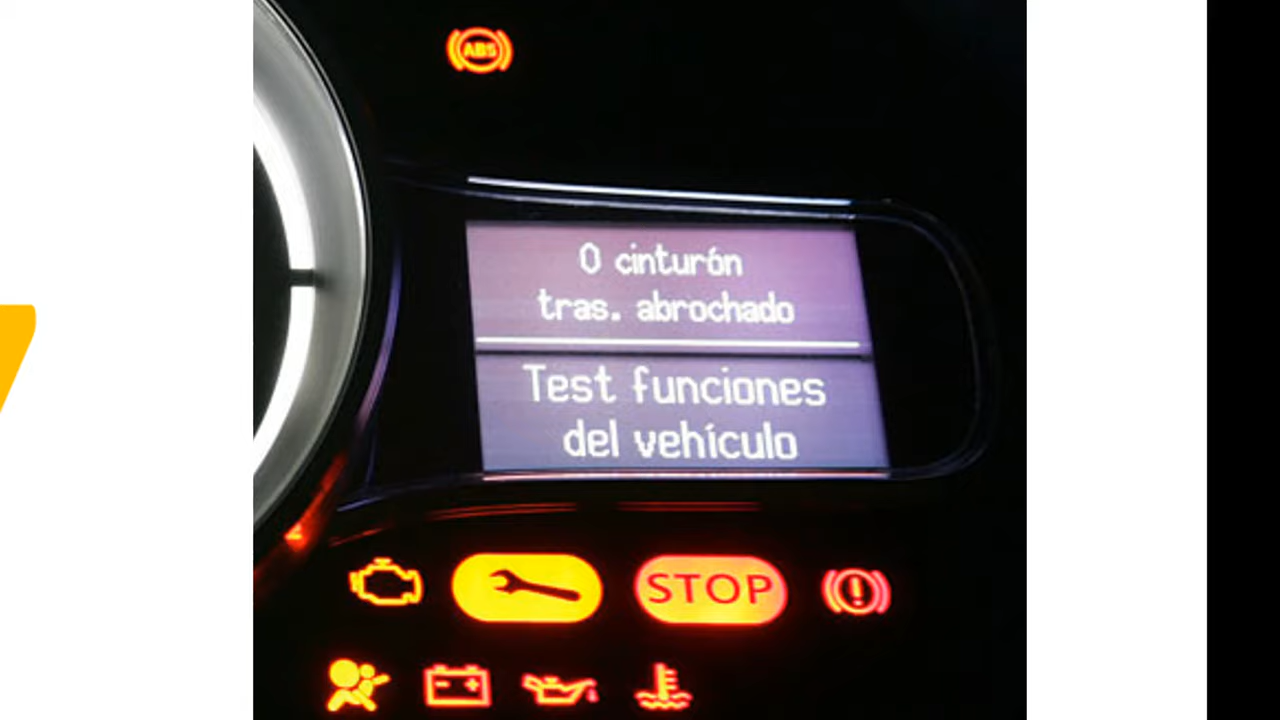 ABS
0 cinturón
tras. abrochado
Test funciones
del vehículo
STOP